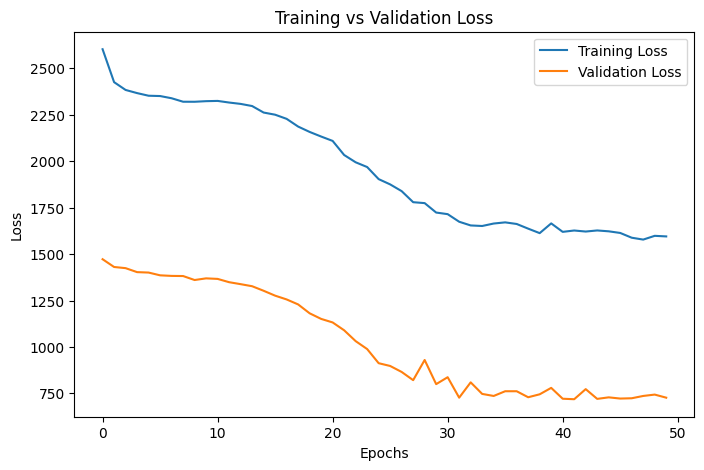 Training vs Validation Loss
Training Loss
Validation Loss
2500
2250
2000
1750
1500
1250
1000
750
Loss
0
10
20
30
40
50
Epochs